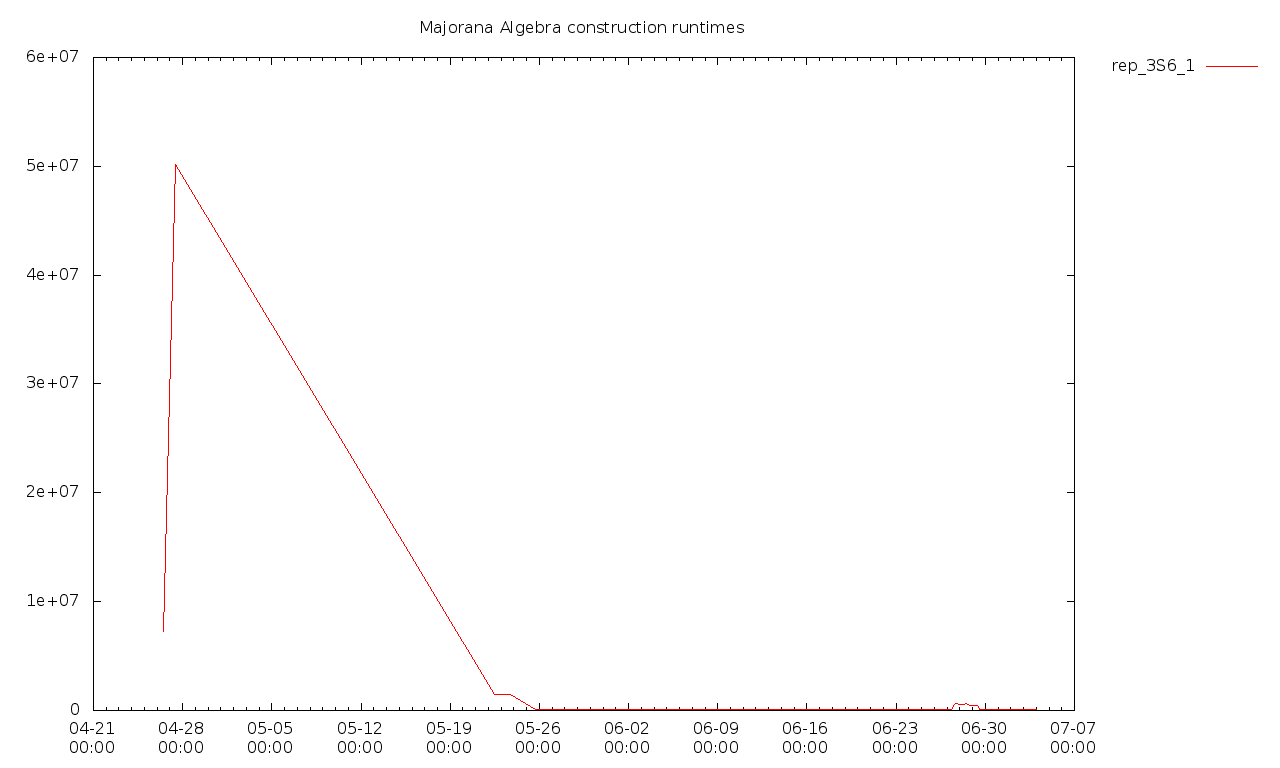 Majorana Algebra construction runtimes
rep_3S6_1
6e+07
5e+07
4e+07
3e+07
2e+07
1e+07
0
04-21 04-28 05-05 05-12 05-19 05-26 06-02 06-09 06-16 06-23 06-30 07-07
00:00 00:00 00:00 00:00 00:00 00:00 00:00 00:00 00:00 00:00 00:00 00:00